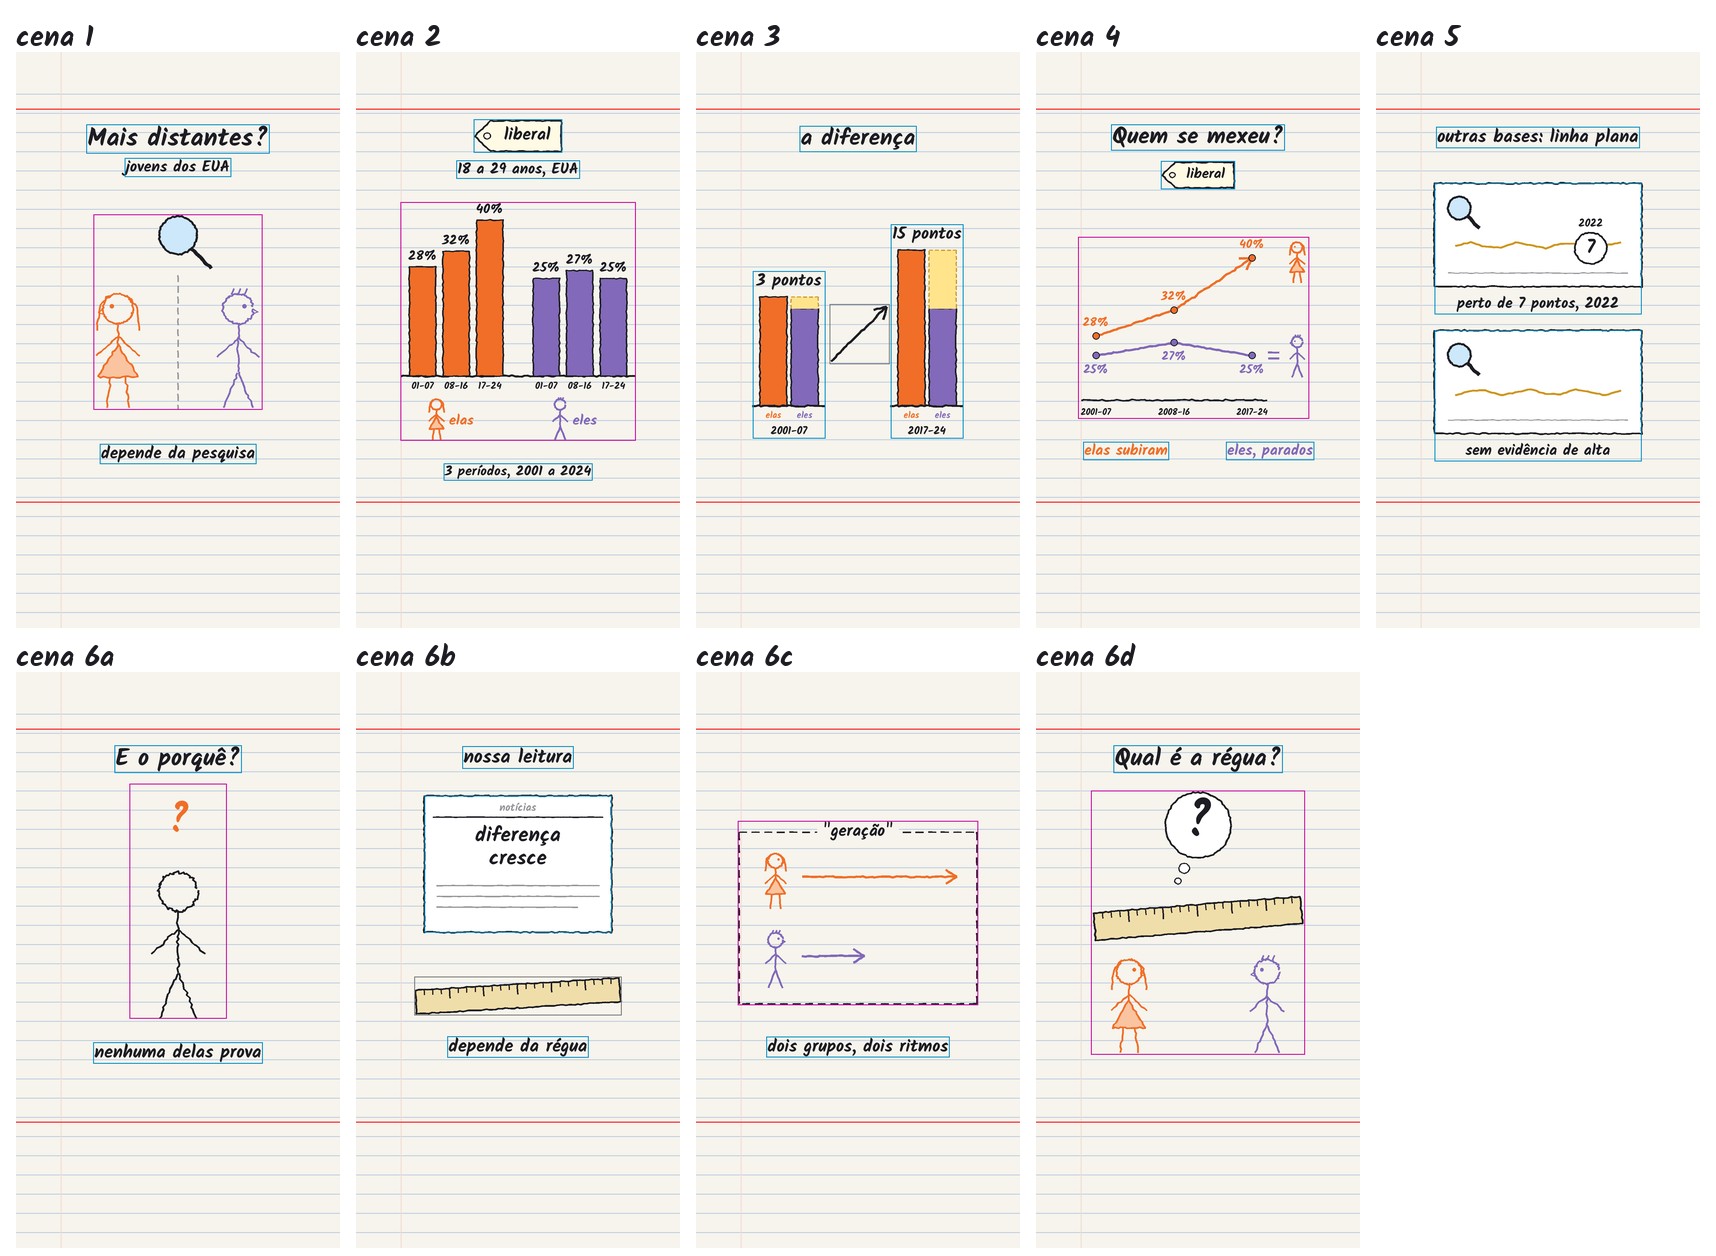 cena 1
Mais distantes?
jovens dos EUA
depende da pesquisa
cena 2
liberal
18 a 29 anos, EUA
28% 32% 40% 25% 27% 25%
01-07 08-16 17-24 01-07 08-16 17-24
elas eles
3 períodos, 2001 a 2024
cena 3
a diferença
3 pontos
15 pontos
elas eles elas eles
2001-07 2017-24
cena 4
Quem se mexeu?
liberal
40%
32%
28%
25% 27% 25% =
2001-07 2008-16 2017-24
elas subiram eles, parados
cena 5
outras bases: linha plana
2022
7
perto de 7 pontos, 2022
sem evidência de alta
cena 6a
E o porquê?
?
nenhuma delas prova
cena 6b
nossa leitura
notícias
diferença
cresce
depende da régua
cena 6c
"geração"
dois grupos, dois ritmos
cena 6d
Qual é a régua?
?